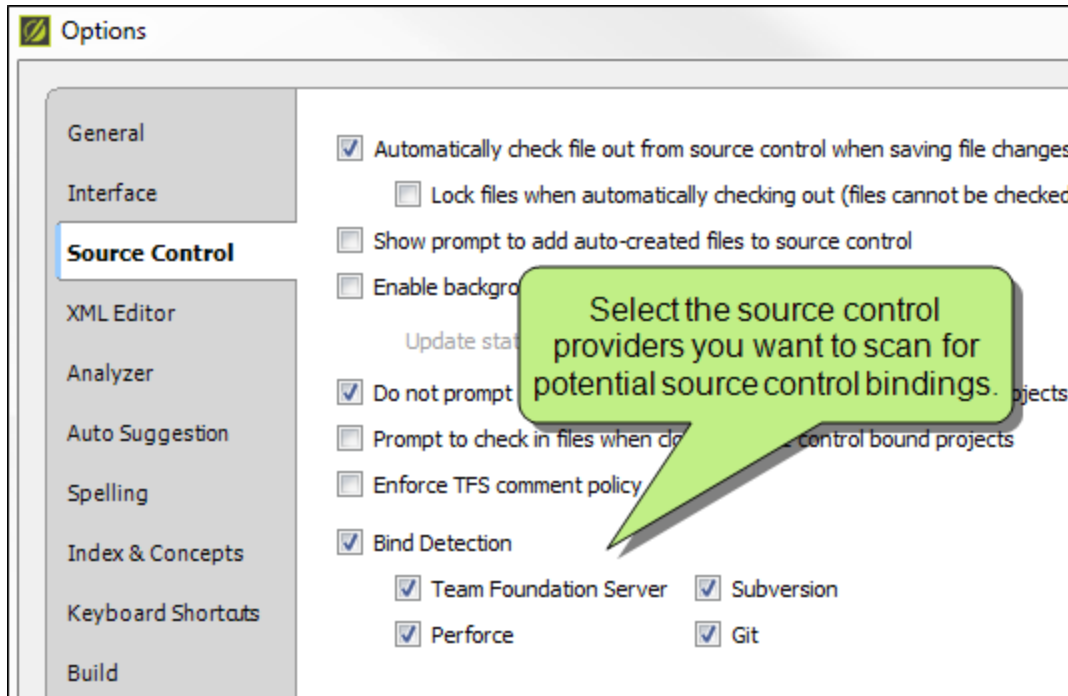 Options
General
Interface
Source Control
XML Editor
Analyzer
Auto Suggestion
Spelling
Index & Concepts
Keyboard Shortcuts
Build
Automatically check file out from source control when saving file changes
Lock files when automatically checking out (files cannot be checked
Show prompt to add auto-created files to source control
Enable
Update
Select the source control
providers you want to scan for
potential source control bindings.
Do not prompt
Prompt to check in files when control bound projects
Enforce TFS comment policy
Bind Detection
Team Foundation Server Subversion
Perforce Git